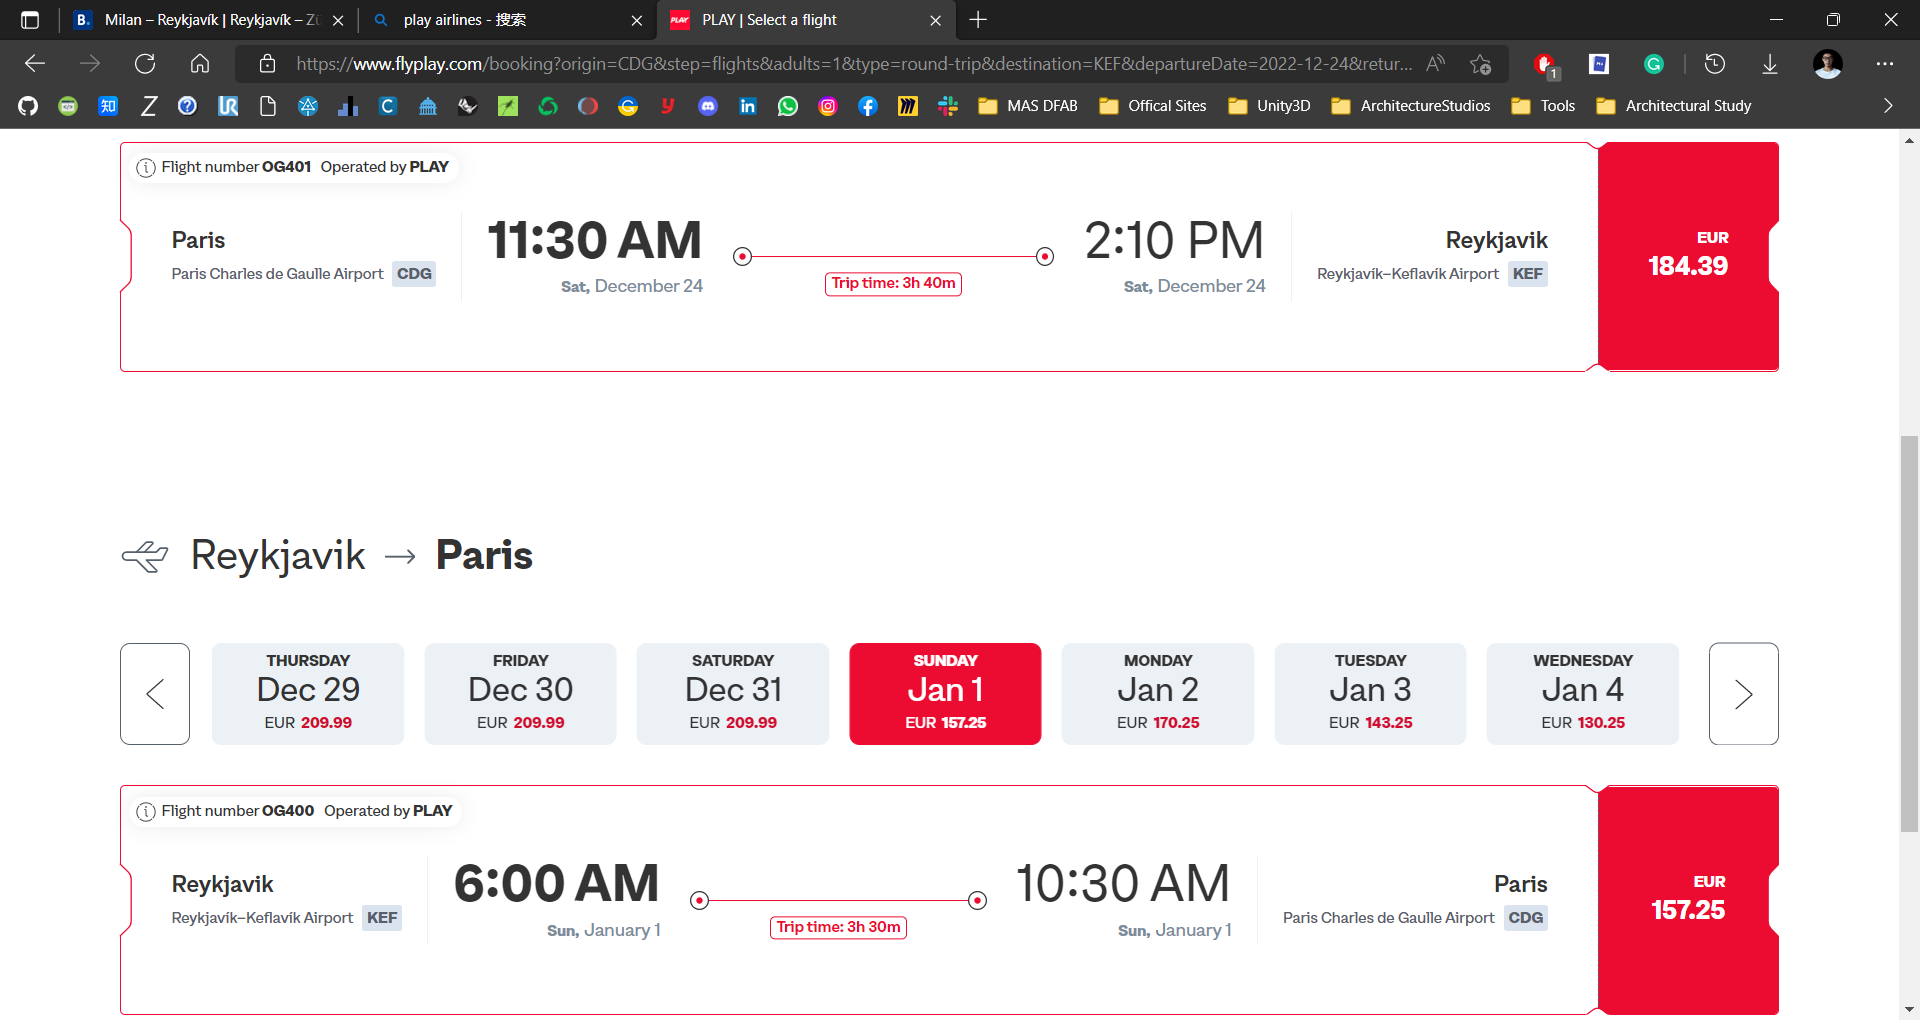 Milan – Reykjavík | Reykjavík – Zü
play airlines - 搜索
PLAY
PLAY | Select a flight
https://www.flyplay.com/booking?origin=CDG&step=flights&adults=1&type=round-trip&destination=KEF&departureDate=2022-12-24&retur...
1
MAS DFAB
Offical Sites
Unity3D
ArchitectureStudios
Tools
Architectural Study
Flight number OG401 Operated by PLAY
Paris
Paris Charles de Gaulle Airport CDG
11:30 AM
Sat, December 24
Trip time: 3h 40m
2:10 PM
Sat, December 24
Reykjavik
Reykjavík–Keflavík Airport KEF
EUR
184.39
Reykjavik → Paris
THURSDAY
Dec 29
EUR 209.99
FRIDAY
Dec 30
EUR 209.99
SATURDAY
Dec 31
EUR 209.99
SUNDAY
Jan 1
EUR 157.25
MONDAY
Jan 2
EUR 170.25
TUESDAY
Jan 3
EUR 143.25
WEDNESDAY
Jan 4
EUR 130.25
Flight number OG400 Operated by PLAY
Reykjavik
Reykjavík–Keflavík Airport KEF
6:00 AM
Sun, January 1
Trip time: 3h 30m
10:30 AM
Sun, January 1
Paris
Paris Charles de Gaulle Airport CDG
EUR
157.25